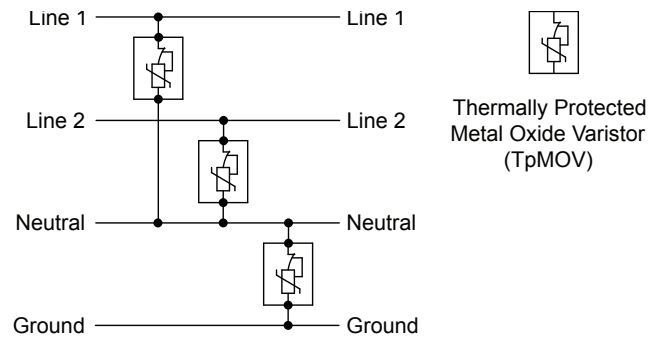 Line 1
Line 1
Line 2
Line 2
Thermally Protected
Metal Oxide Varistor
(TpMOV)
Neutral
Neutral
Ground
Ground